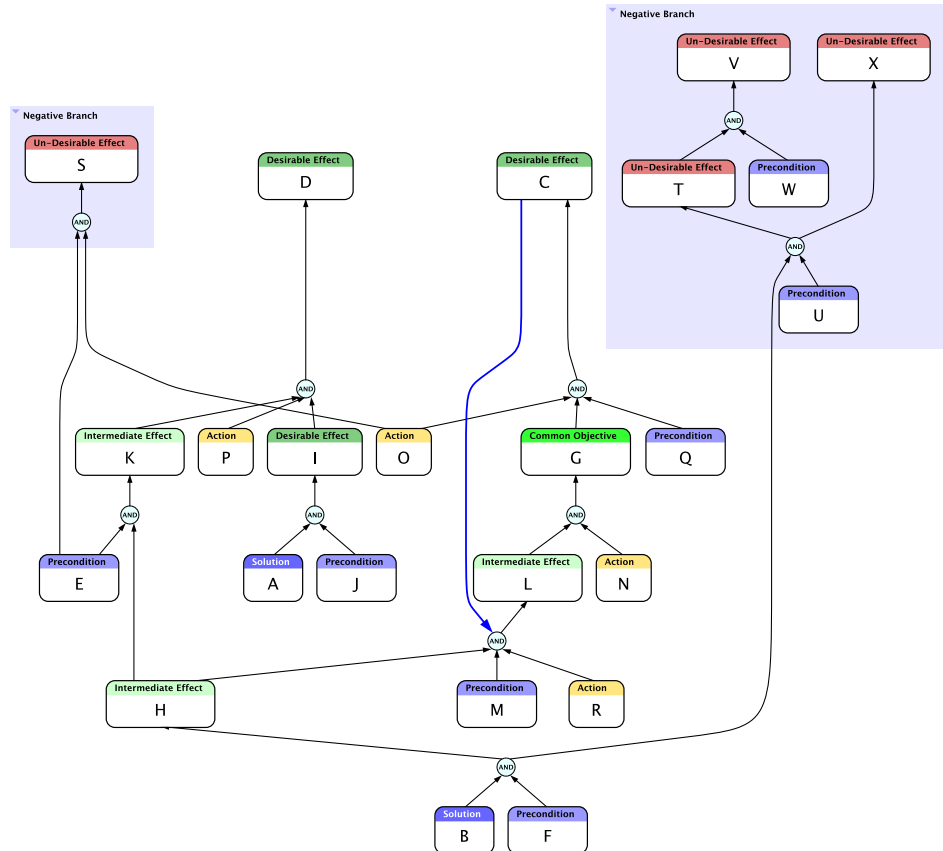 Negative Branch
Un-Desirable Effect
V
Un-Desirable Effect
X
Negative Branch
AND
Un-Desirable Effect
S
Desirable Effect
D
Desirable Effect
C
Un-Desirable Effect
T
Precondition
W
AND
AND
Precondition
U
AND
AND
Intermediate Effect
K
Action
P
Desirable Effect
I
Action
O
Common Objective
G
Precondition
Q
AND
AND
AND
Precondition
E
Solution
A
Precondition
J
Intermediate Effect
L
Action
N
AND
Intermediate Effect
H
Precondition
M
Action
R
AND
Solution
B
Precondition
F